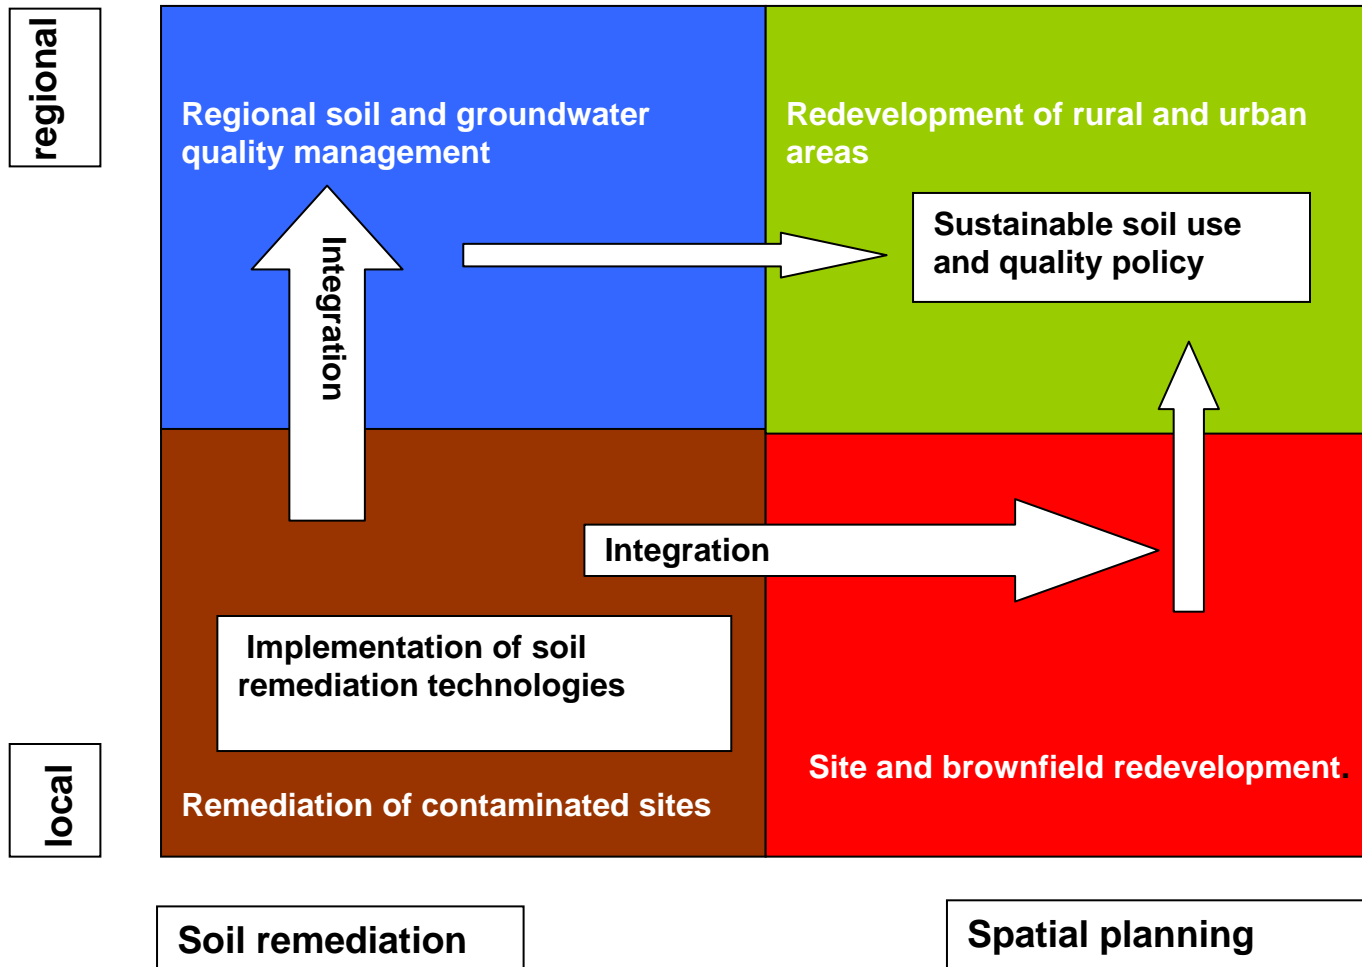 regional
Regional soil and groundwater
quality management
Redevelopment of rural and urban
areas
Sustainable soil use
and quality policy
Integration
Integration
Implementation of soil
remediation technologies
local
Site and brownfield redevelopment.
Remediation of contaminated sites
Soil remediation
Spatial planning